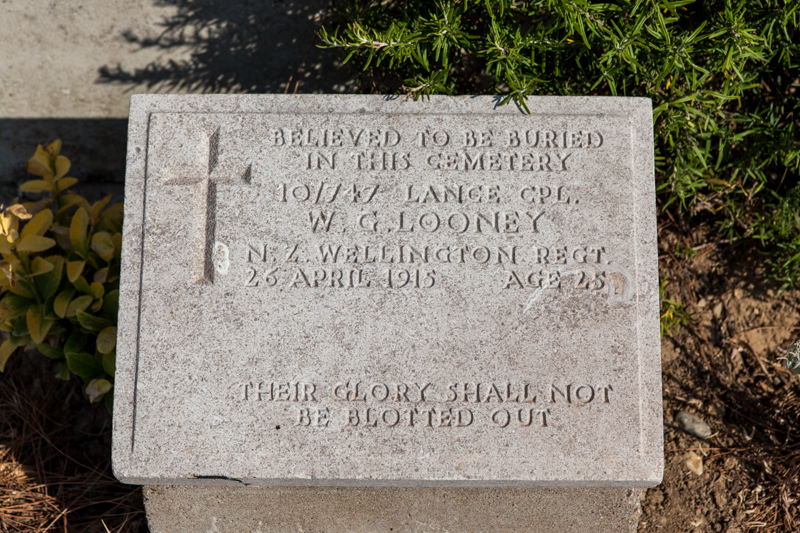 BELIEVED TO BE BURIED
IN THIS CEMETERY
10/747 LANCE CPL.
W. G. LOONEY
N. Z. WELLINGTON REGT.
26 APRIL 1915 AGE 25
THEIR GLORY SHALL NOT
BE BLOTTED OUT